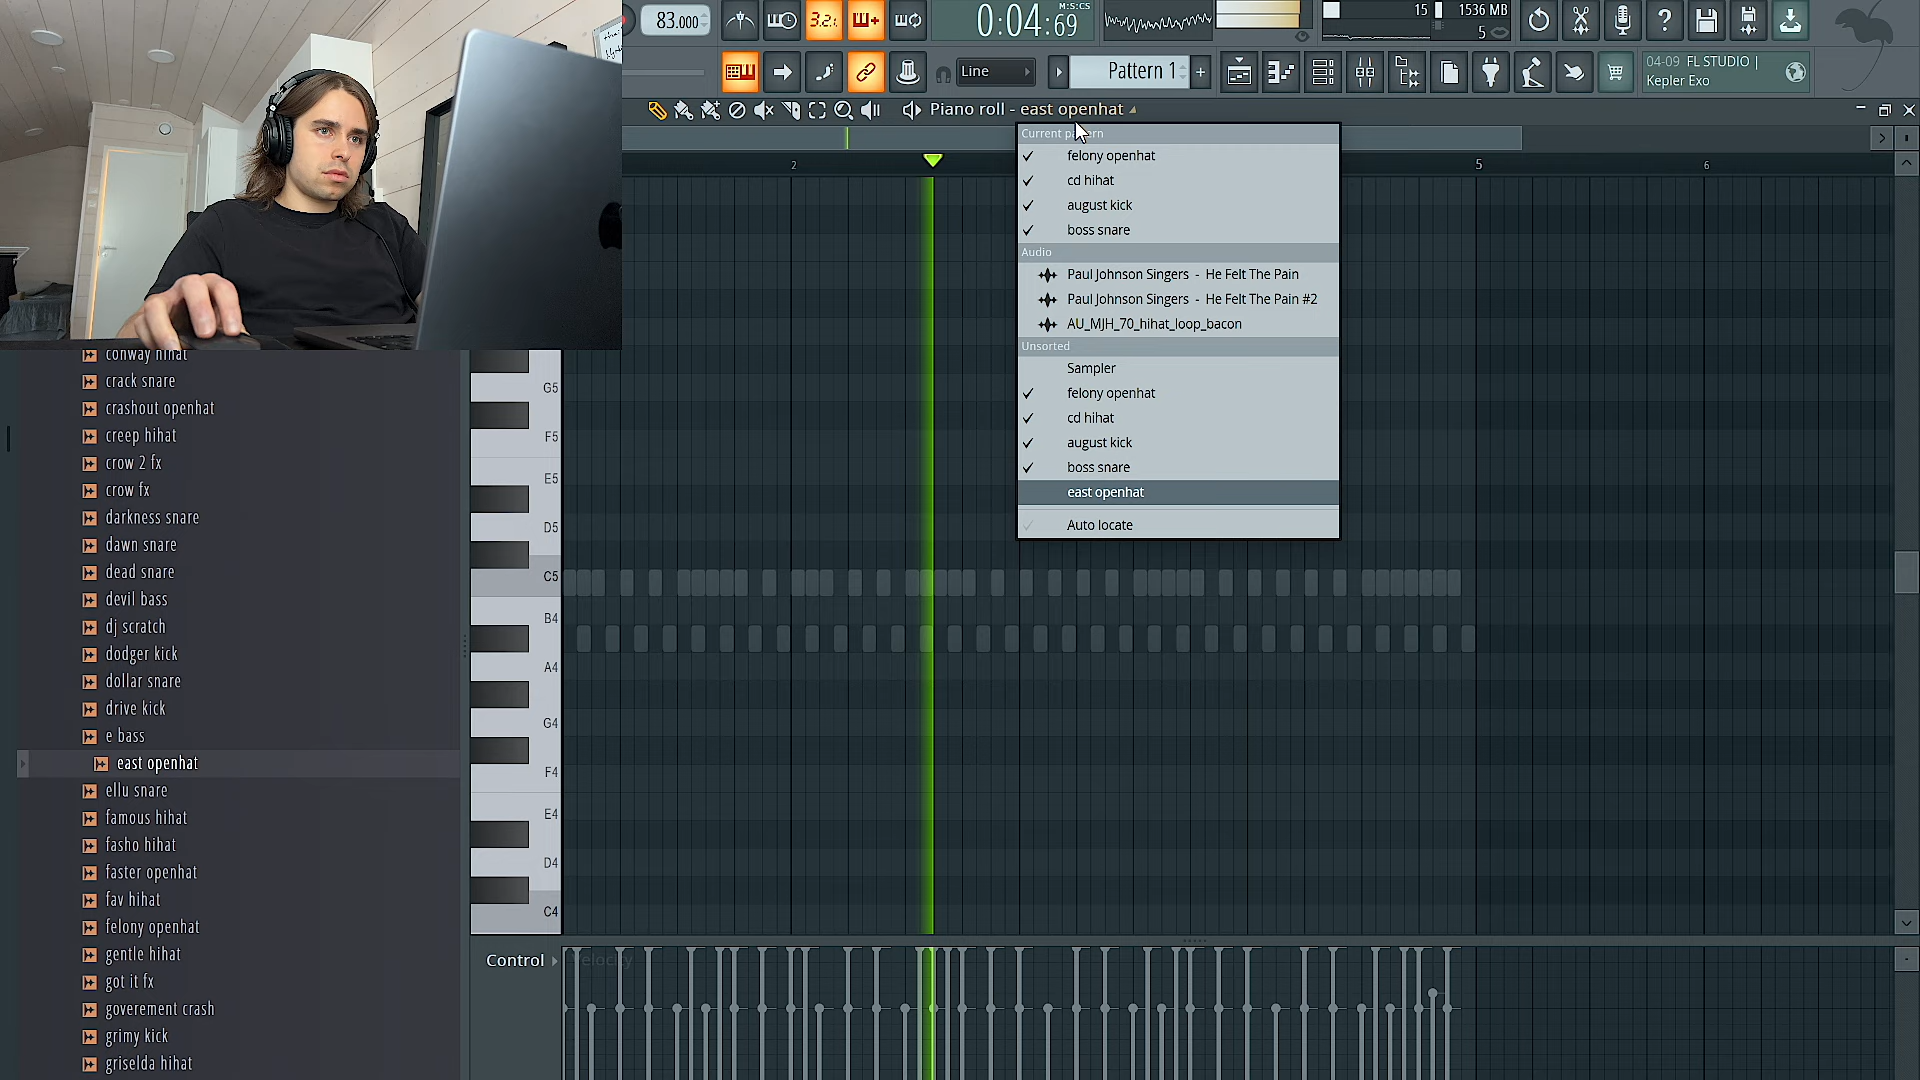 83.000
3.2
0:04:69
M:S:CS
15
1536 MB
5
Line
Pattern 1
04-09 FL STUDIO |
Kepler Exo
Piano roll - east openhat
2
5
6
Current pattern
felony openhat
cd hihat
august kick
boss snare
Audio
Paul Johnson Singers - He Felt The Pain
Paul Johnson Singers - He Felt The Pain #2
AU_MJH_70_hihat_loop_bacon
Unsorted
Sampler
felony openhat
cd hihat
august kick
boss snare
east openhat
Auto locate
conway hihat
crack snare
crashout openhat
creep hihat
crow 2 fx
crow fx
darkness snare
dawn snare
dead snare
devil bass
dj scratch
dodger kick
dollar snare
drive kick
e bass
east openhat
ellu snare
famous hihat
fasho hihat
faster openhat
fav hihat
felony openhat
gentle hihat
got it fx
goverement crash
grimy kick
griselda hihat
G5
F5
E5
D5
C5
B4
A4
G4
F4
E4
D4
C4
Control
Velocity